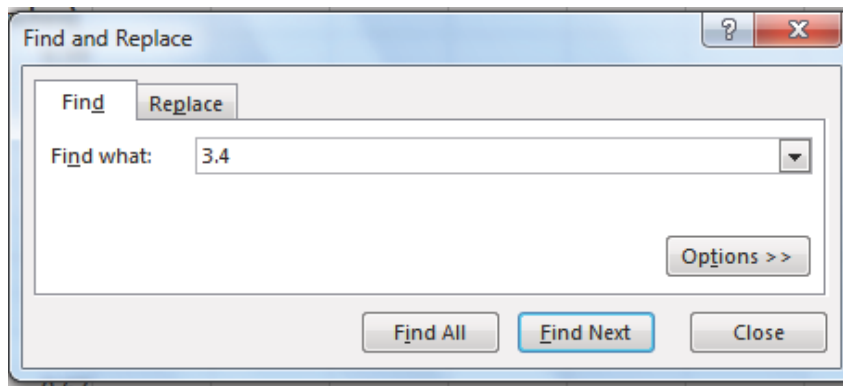 Find and Replace ?
Find Replace
Find what: 3.4
Options >>
Find All Find Next Close